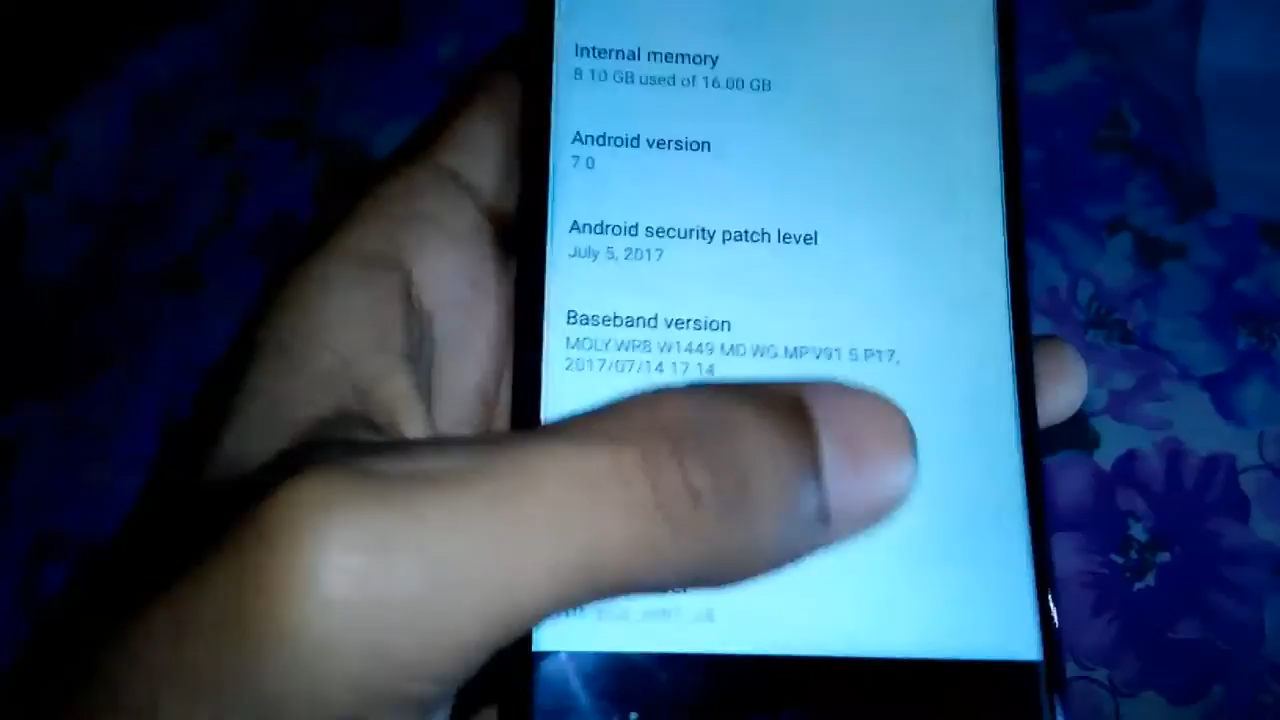 Internal memory
8.10 GB used of 16.00 GB
Android version
7.0
Android security patch level
July 5, 2017
Baseband version
MOLY.WR8.W1449.MD.WG.MP.V91.5.P17,
2017/07/14 17:14